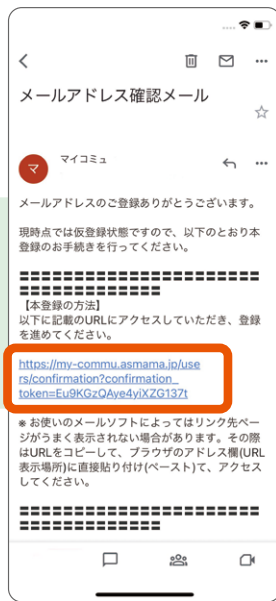 メールアドレス確認メール
マ
マイコミュ
メールアドレスのご登録ありがとうございます。
現時点では仮登録状態ですので、以下のとおり本
登録のお手続きを行ってください。
======================
=============
【本登録の方法】
以下に記載のURLにアクセスしていただき、登録
を進めてください。
https://my-commu.asmama.jp/use
rs/confirmation?confirmation_
token=Eu9KGzQAye4yiXZG137t
※ お使いのメールソフトによってはリンク先ペー
ジがうまく表示されない場合があります。その際
はURLをコピーして、ブラウザのアドレス欄(URL
表示場所)に直接貼り付け(ペースト)て、アクセス
してください。
======================
=============